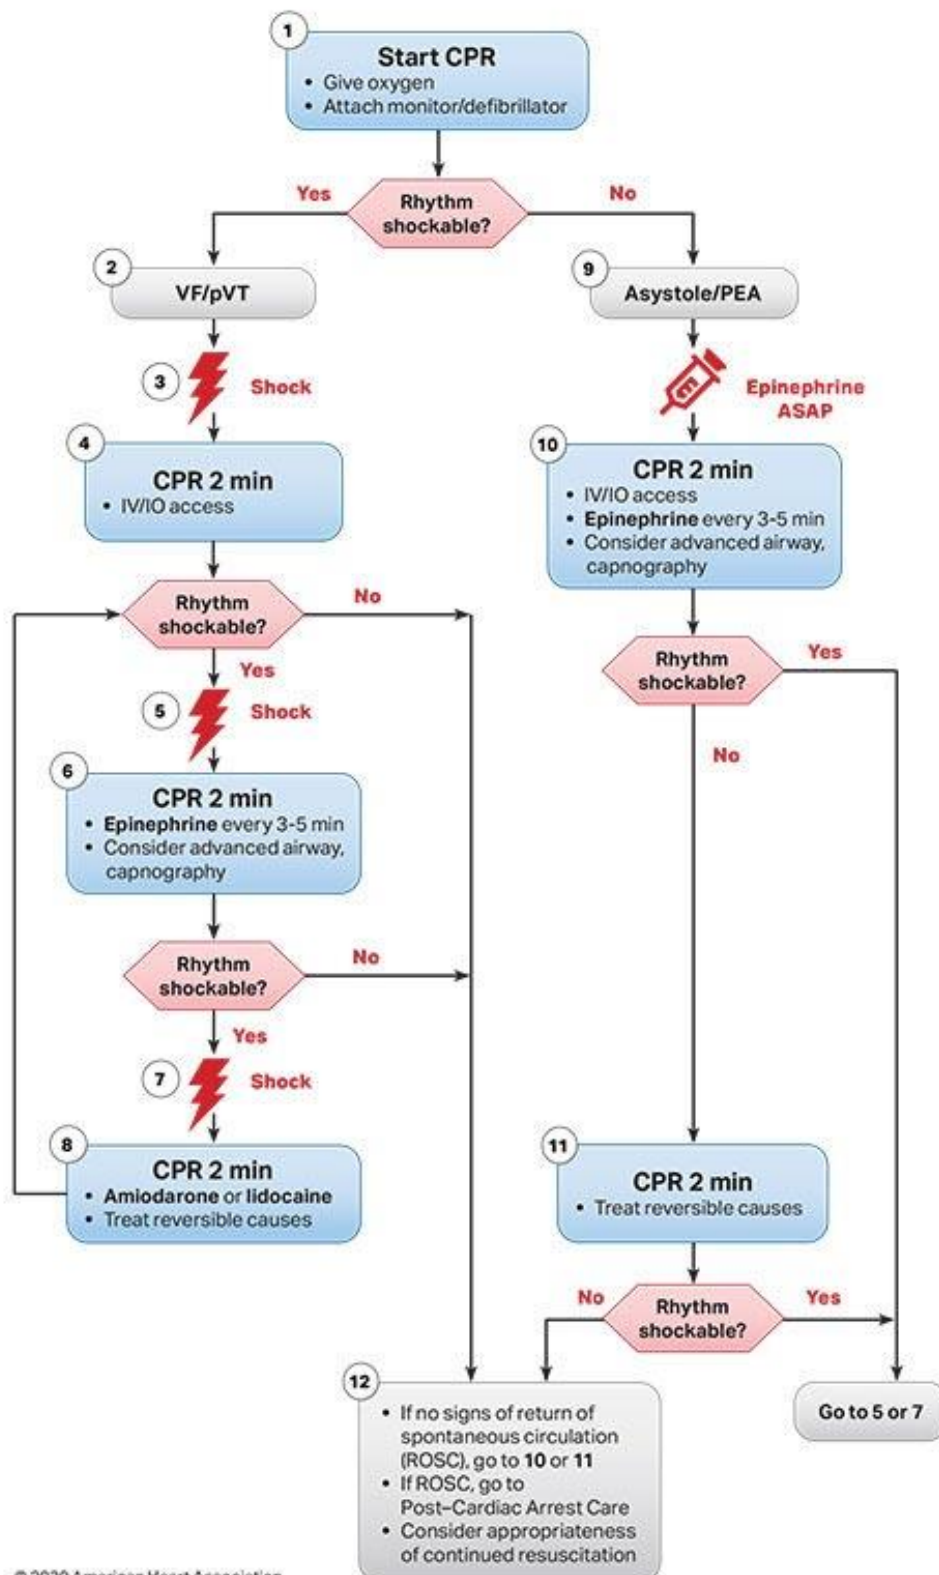 1
Start CPR
• Give oxygen
• Attach monitor/defibrillator
Rhythm
shockable?
Yes
No
2
VF/pVT
3
Shock
4
CPR 2 min
• IV/IO access
Rhythm
shockable?
No
Yes
5
Shock
6
CPR 2 min
• Epinephrine every 3-5 min
• Consider advanced airway,
capnography
Rhythm
shockable?
No
Yes
7
Shock
8
CPR 2 min
• Amiodarone or lidocaine
• Treat reversible causes
9
Asystole/PEA
Epinephrine
ASAP
10
CPR 2 min
• IV/IO access
• Epinephrine every 3-5 min
• Consider advanced airway,
capnography
Rhythm
shockable?
Yes
No
11
CPR 2 min
• Treat reversible causes
Rhythm
shockable?
No
Yes
12
• If no signs of return of
spontaneous circulation
(ROSC), go to 10 or 11
• If ROSC, go to
Post–Cardiac Arrest Care
• Consider appropriateness
of continued resuscitation
Go to 5 or 7
© 2020 American Heart Association